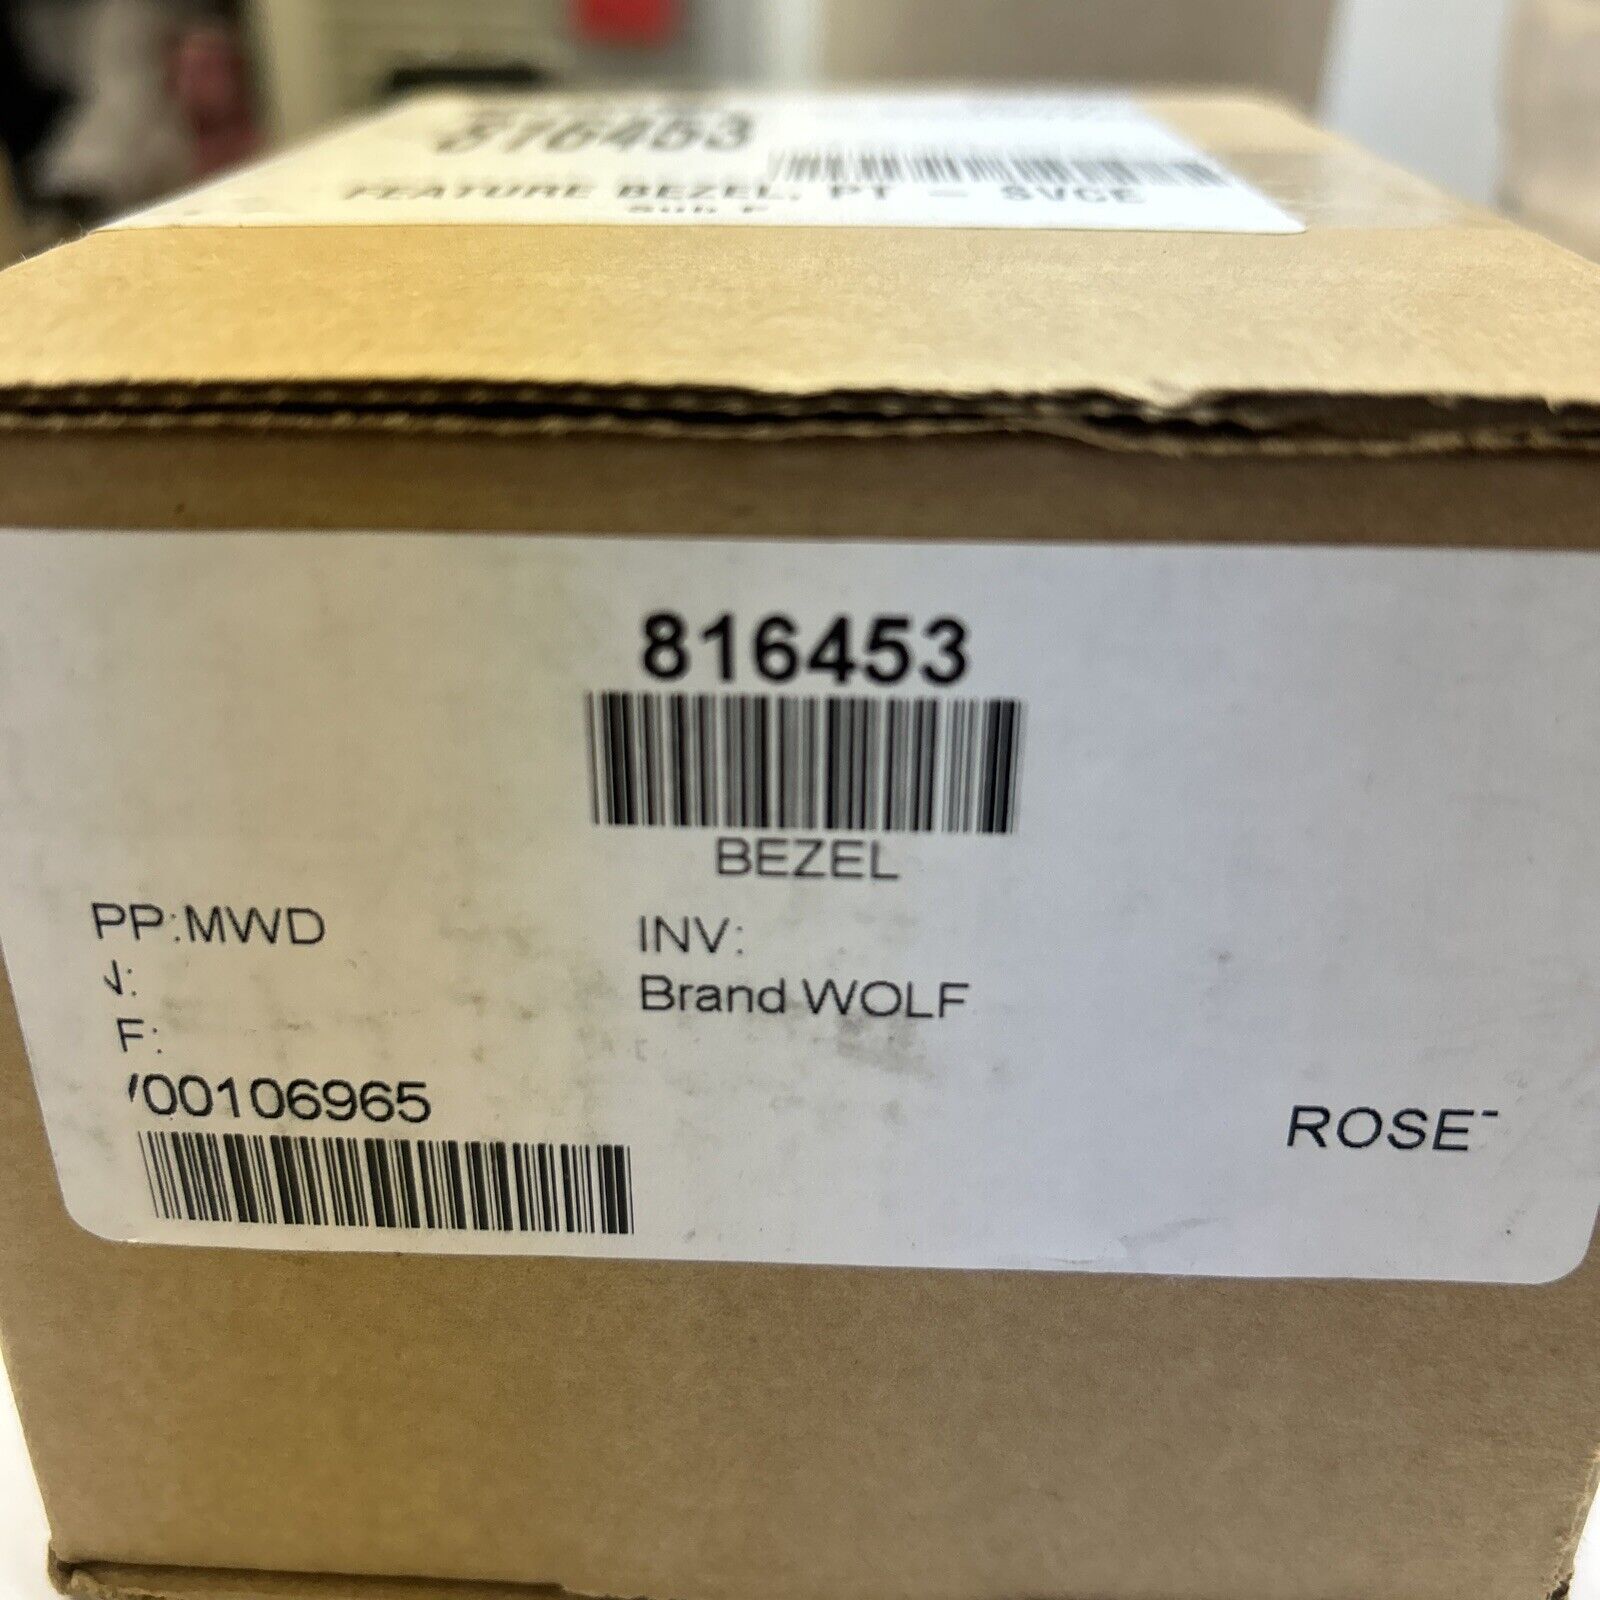 816453
FEATURE BEZEL, PT - SVCE
816453
BEZEL
PP:MWD
INV:
Brand WOLF
F:
00106965
ROSE